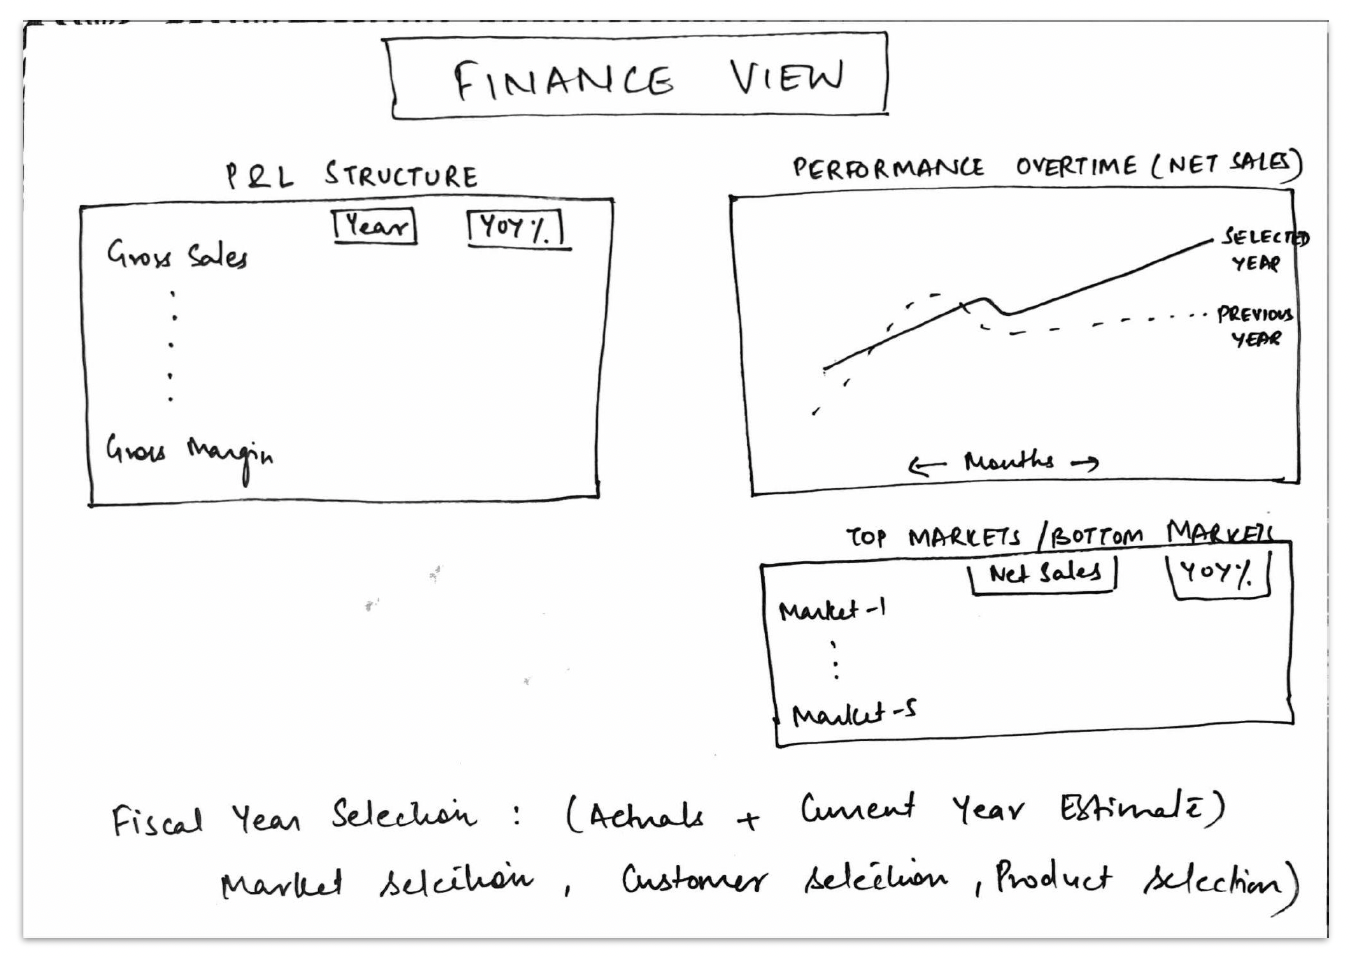 FINANCE VIEW
P&L STRUCTURE
Year YOY%
Gross Sales
Gross Margin
PERFORMANCE OVERTIME (NET SALES)
SELECTED
YEAR
PREVIOUS
YEAR
← Months →
TOP MARKETS / BOTTOM MARKETS
Net Sales YOY%
Market-1
Market-5
Fiscal Year Selection : (Actuals + Current Year Estimate)
Market selection, Customer selection, Product selection)